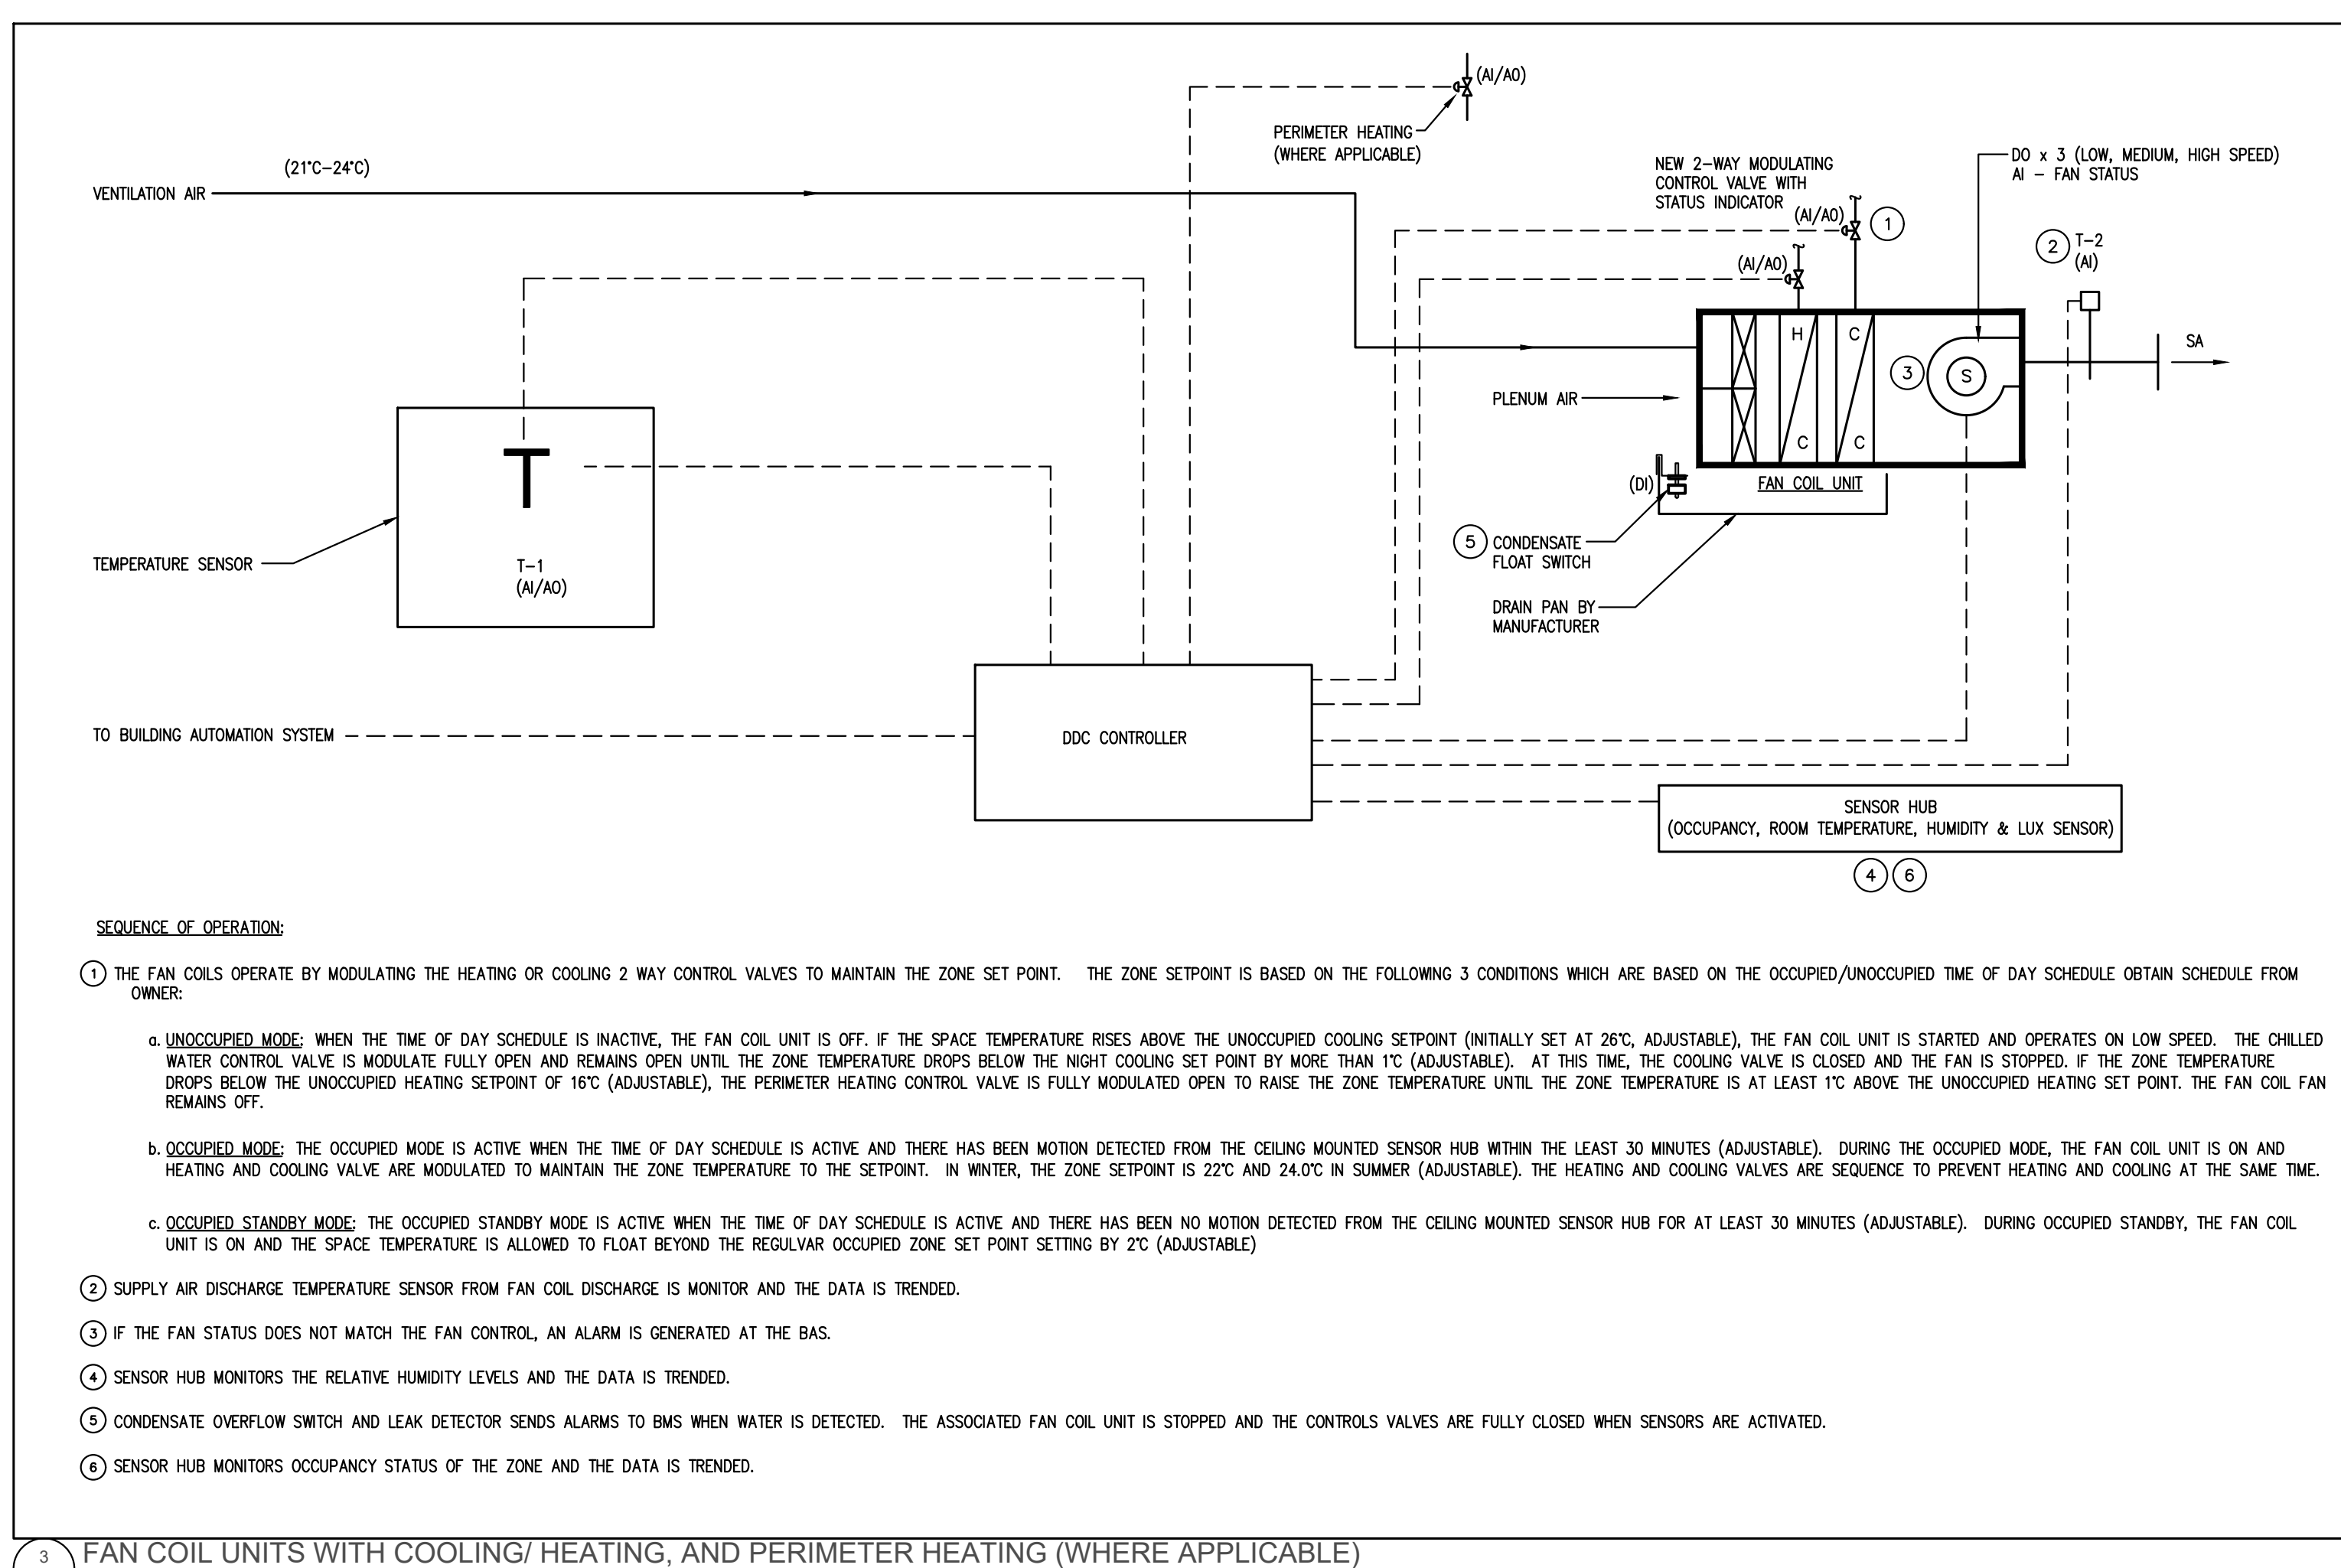 (AI/AO)
PERIMETER HEATING
(WHERE APPLICABLE)
(21°C-24°C)
VENTILATION AIR
NEW 2-WAY MODULATING
CONTROL VALVE WITH
STATUS INDICATOR
(AI/AO)
1
(AI/AO)
DO x 3 (LOW, MEDIUM, HIGH SPEED)
AI - FAN STATUS
2
T-2
(AI)
H
C
C
C
3
S
SA
PLENUM AIR
(DI)
FAN COIL UNIT
5
CONDENSATE
FLOAT SWITCH
DRAIN PAN BY
MANUFACTURER
T
T-1
(AI/AO)
TEMPERATURE SENSOR
TO BUILDING AUTOMATION SYSTEM
DDC CONTROLLER
SENSOR HUB
(OCCUPANCY, ROOM TEMPERATURE, HUMIDITY & LUX SENSOR)
4 6
SEQUENCE OF OPERATION:
1 THE FAN COILS OPERATE BY MODULATING THE HEATING OR COOLING 2 WAY CONTROL VALVES TO MAINTAIN THE ZONE SET POINT. THE ZONE SETPOINT IS BASED ON THE FOLLOWING 3 CONDITIONS WHICH ARE BASED ON THE OCCUPIED/UNOCCUPIED TIME OF DAY SCHEDULE OBTAIN SCHEDULE FROM
OWNER:
a. UNOCCUPIED MODE: WHEN THE TIME OF DAY SCHEDULE IS INACTIVE, THE FAN COIL UNIT IS OFF. IF THE SPACE TEMPERATURE RISES ABOVE THE UNOCCUPIED COOLING SETPOINT (INITIALLY SET AT 26°C, ADJUSTABLE), THE FAN COIL UNIT IS STARTED AND OPERATES ON LOW SPEED. THE CHILLED
WATER CONTROL VALVE IS MODULATE FULLY OPEN AND REMAINS OPEN UNTIL THE ZONE TEMPERATURE DROPS BELOW THE NIGHT COOLING SET POINT BY MORE THAN 1°C (ADJUSTABLE). AT THIS TIME, THE COOLING VALVE IS CLOSED AND THE FAN IS STOPPED. IF THE ZONE TEMPERATURE
DROPS BELOW THE UNOCCUPIED HEATING SETPOINT OF 16°C (ADJUSTABLE), THE PERIMETER HEATING CONTROL VALVE IS FULLY MODULATED OPEN TO RAISE THE ZONE TEMPERATURE UNTIL THE ZONE TEMPERATURE IS AT LEAST 1°C ABOVE THE UNOCCUPIED HEATING SET POINT. THE FAN COIL FAN
REMAINS OFF.
b. OCCUPIED MODE: THE OCCUPIED MODE IS ACTIVE WHEN THE TIME OF DAY SCHEDULE IS ACTIVE AND THERE HAS BEEN MOTION DETECTED FROM THE CEILING MOUNTED SENSOR HUB WITHIN THE LEAST 30 MINUTES (ADJUSTABLE). DURING THE OCCUPIED MODE, THE FAN COIL UNIT IS ON AND
HEATING AND COOLING VALVE ARE MODULATED TO MAINTAIN THE ZONE TEMPERATURE TO THE SETPOINT. IN WINTER, THE ZONE SETPOINT IS 22°C AND 24.0°C IN SUMMER (ADJUSTABLE). THE HEATING AND COOLING VALVES ARE SEQUENCE TO PREVENT HEATING AND COOLING AT THE SAME TIME.
c. OCCUPIED STANDBY MODE: THE OCCUPIED STANDBY MODE IS ACTIVE WHEN THE TIME OF DAY SCHEDULE IS ACTIVE AND THERE HAS BEEN NO MOTION DETECTED FROM THE CEILING MOUNTED SENSOR HUB FOR AT LEAST 30 MINUTES (ADJUSTABLE). DURING OCCUPIED STANDBY, THE FAN COIL
UNIT IS ON AND THE SPACE TEMPERATURE IS ALLOWED TO FLOAT BEYOND THE REGULVAR OCCUPIED ZONE SET POINT SETTING BY 2°C (ADJUSTABLE)
2 SUPPLY AIR DISCHARGE TEMPERATURE SENSOR FROM FAN COIL DISCHARGE IS MONITOR AND THE DATA IS TRENDED.
3 IF THE FAN STATUS DOES NOT MATCH THE FAN CONTROL, AN ALARM IS GENERATED AT THE BAS.
4 SENSOR HUB MONITORS THE RELATIVE HUMIDITY LEVELS AND THE DATA IS TRENDED.
5 CONDENSATE OVERFLOW SWITCH AND LEAK DETECTOR SENDS ALARMS TO BMS WHEN WATER IS DETECTED. THE ASSOCIATED FAN COIL UNIT IS STOPPED AND THE CONTROLS VALVES ARE FULLY CLOSED WHEN SENSORS ARE ACTIVATED.
6 SENSOR HUB MONITORS OCCUPANCY STATUS OF THE ZONE AND THE DATA IS TRENDED.
3 FAN COIL UNITS WITH COOLING/ HEATING, AND PERIMETER HEATING (WHERE APPLICABLE)